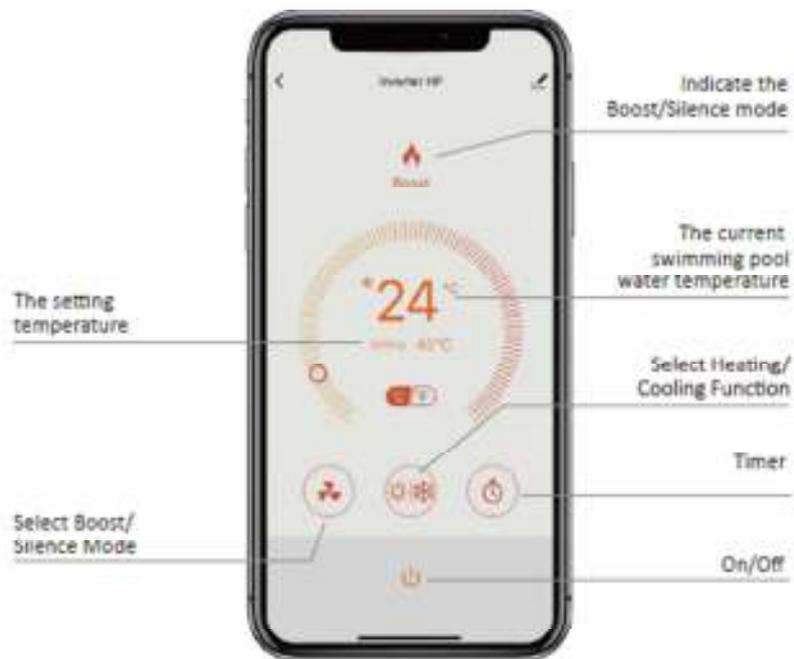 Inverter HP
Indicate the
Boost/Silence mode
Boost
The current
swimming pool
water temperature
24 °C
The setting
temperature
40°C
Select Heating/
Cooling Function
Timer
Select Boost/
Silence Mode
On/Off